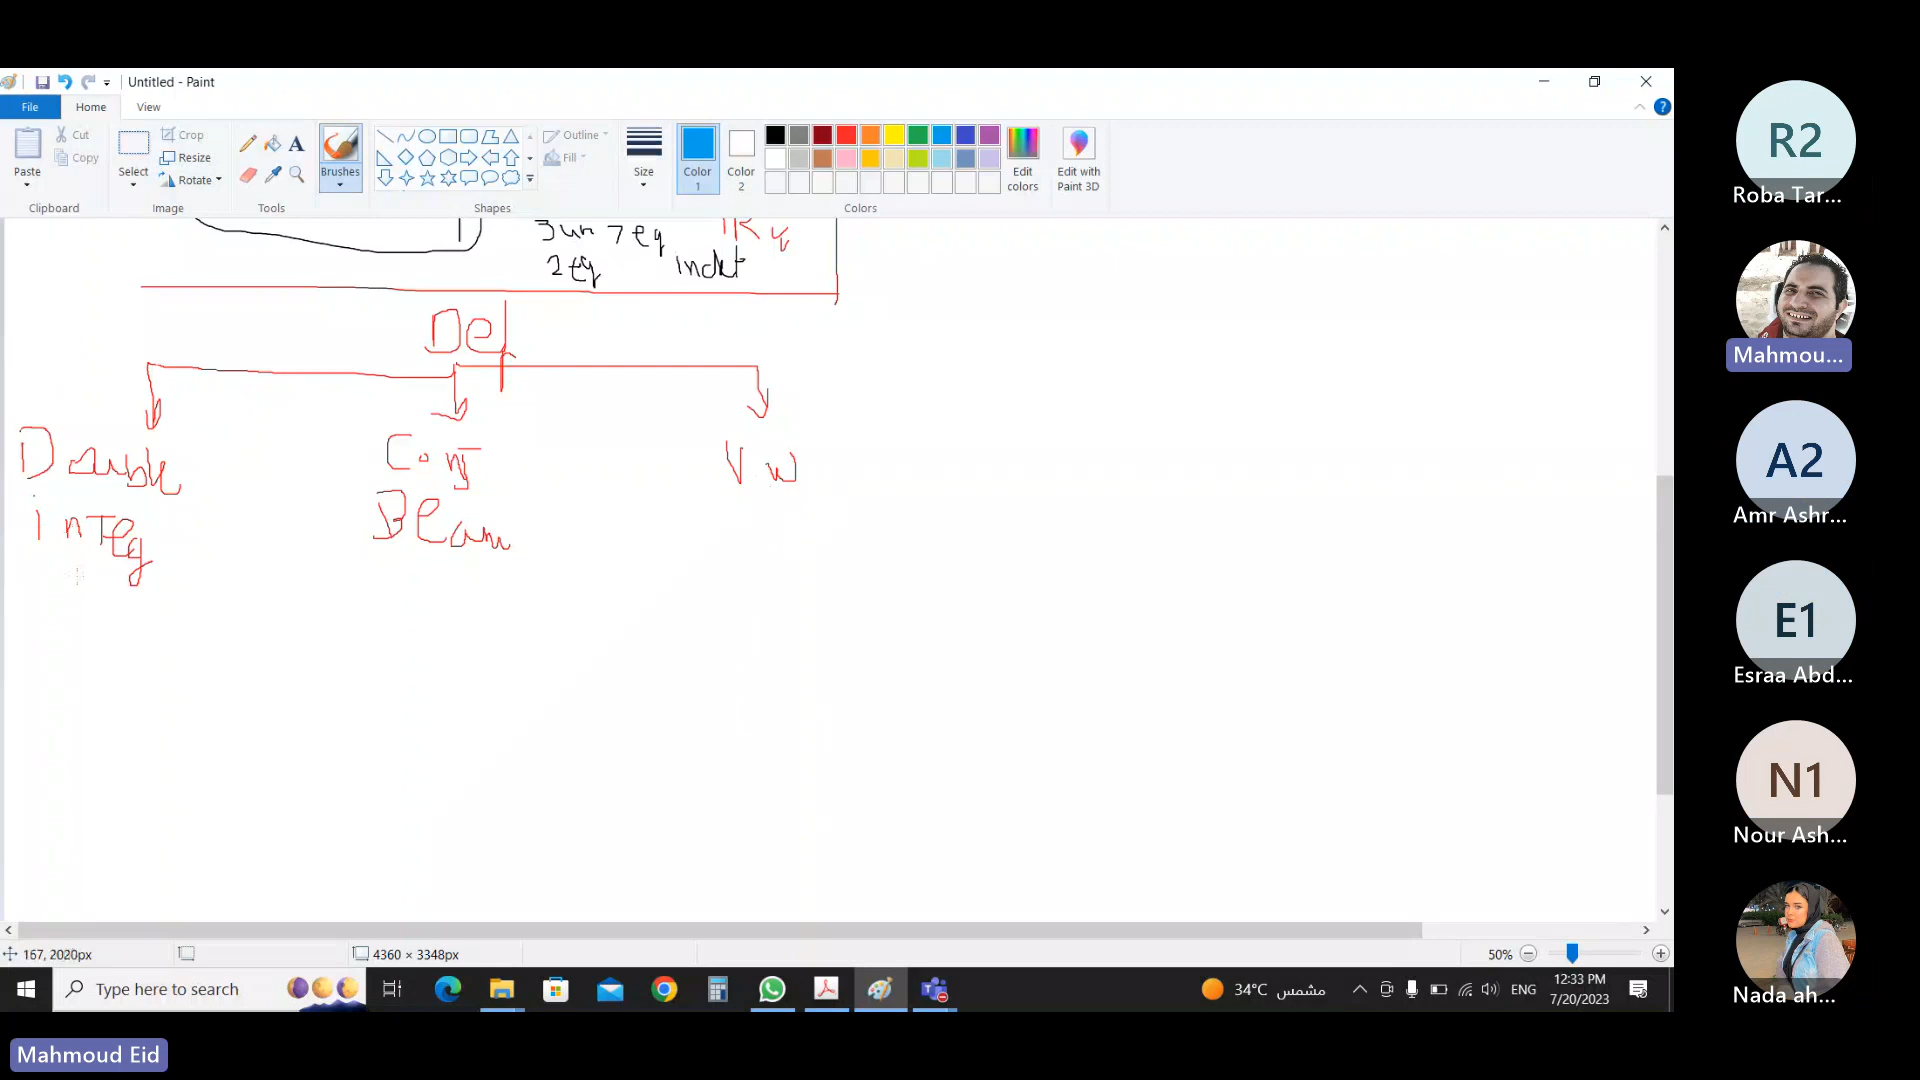 Untitled - Paint
File Home View
Paste Cut Copy Clipboard
Select Crop Resize Rotate Image
Tools
Brushes
Shapes
Outline Fill
Size
Color 1 Color 2
Edit colors
Edit with Paint 3D
Colors
2 eq
Def
Double integ
Conj Beam
V w
167, 2020px
4360 × 3348px
50%
Type here to search
34°C مشمس
ENG
12:33 PM
7/20/2023
R2
Roba Tar...
Mahmou...
A2
Amr Ashr...
E1
Esraa Abd...
N1
Nour Ash...
Nada ah...
Mahmoud Eid